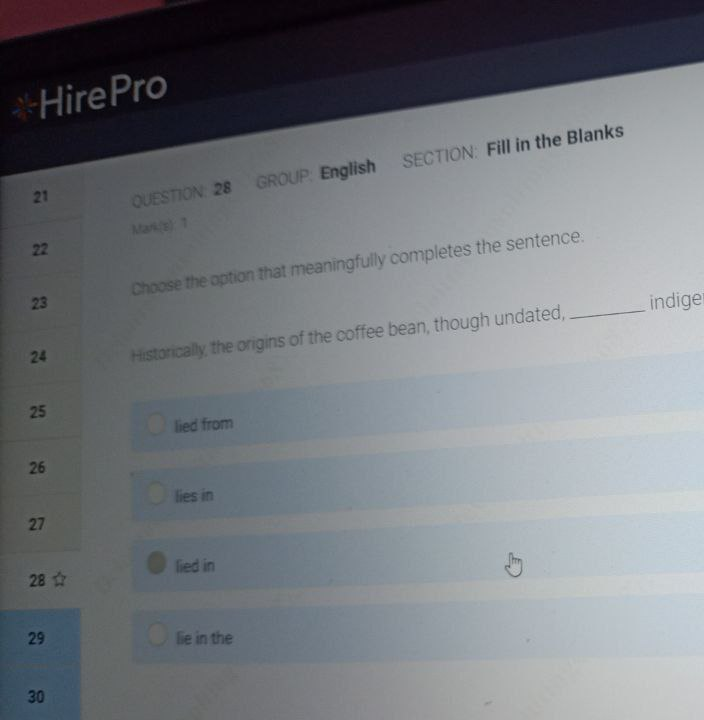 HirePro
QUESTION: 28 GROUP: English SECTION: Fill in the Blanks
Mark(s): 1
Choose the option that meaningfully completes the sentence.
Historically, the origins of the coffee bean, though undated, ________ indige
lied from
lies in
lied in
lie in the
21
22
23
24
25
26
27
28 ☆
29
30